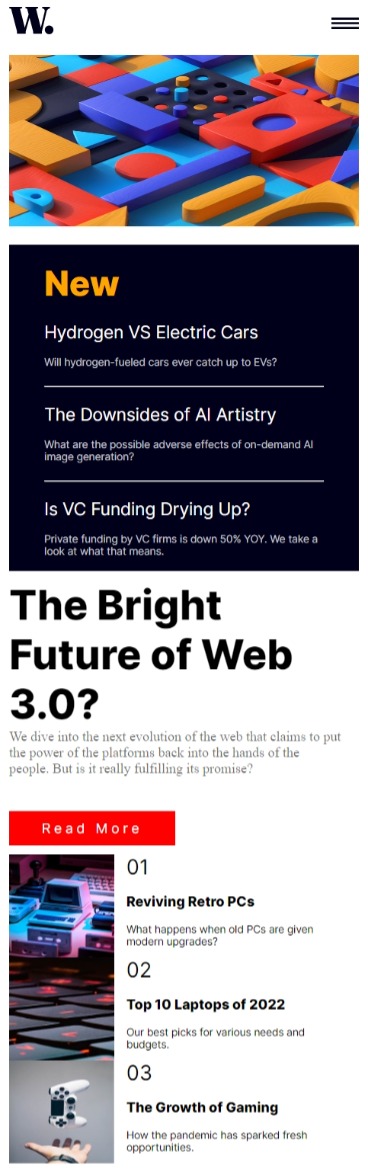 W.
New
Hydrogen VS Electric Cars
Will hydrogen-fueled cars ever catch up to EVs?
The Downsides of AI Artistry
What are the possible adverse effects of on-demand AI
image generation?
Is VC Funding Drying Up?
Private funding by VC firms is down 50% YOY. We take a
look at what that means.
The Bright
Future of Web
3.0?
We dive into the next evolution of the web that claims to put
the power of the platforms back into the hands of the
people. But is it really fulfilling its promise?
Read More
01
Reviving Retro PCs
What happens when old PCs are given
modern upgrades?
02
Top 10 Laptops of 2022
Our best picks for various needs and
budgets.
03
The Growth of Gaming
How the pandemic has sparked fresh
opportunities.